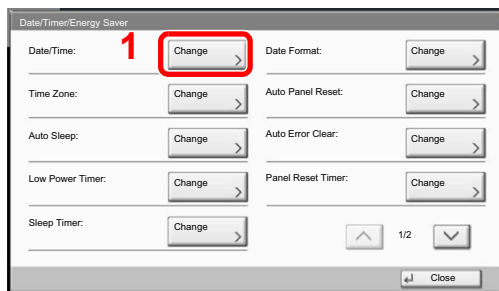 Date/Timer/Energy Saver
Date/Time: 1 Change Date Format: Change
Time Zone: Change Auto Panel Reset: Change
Auto Sleep: Change Auto Error Clear: Change
Low Power Timer: Change Panel Reset Timer: Change
Sleep Timer: Change 1/2
Close